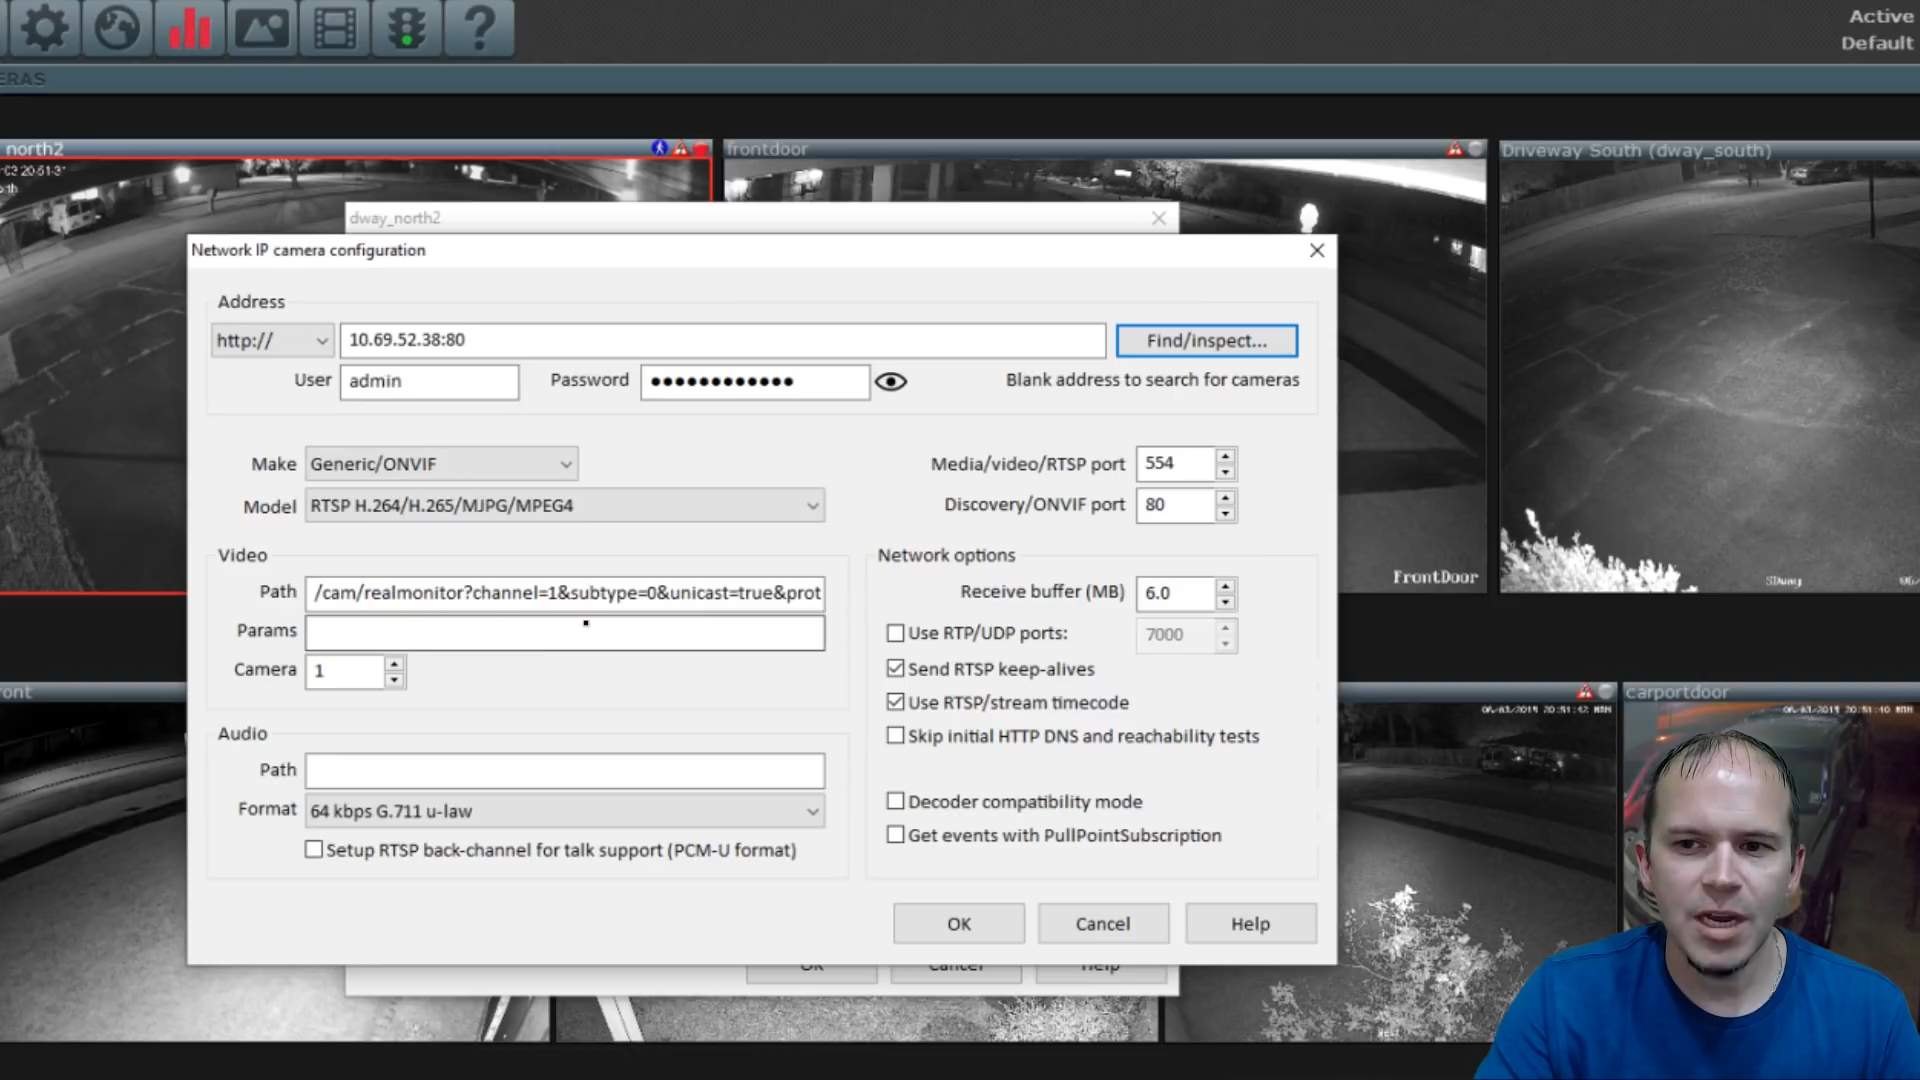 Active
Default
ERAS
north2
frontdoor
Driveway South (dway_south)
dway_north2
Network IP camera configuration
Address
http://
10.69.52.38:80
Find/inspect...
User
admin
Password
Blank address to search for cameras
Make
Generic/ONVIF
Media/video/RTSP port
554
Model
RTSP H.264/H.265/MJPG/MPEG4
Discovery/ONVIF port
80
Video
Network options
Path
/cam/realmonitor?channel=1&subtype=0&unicast=true&prot
Receive buffer (MB)
6.0
Params
Use RTP/UDP ports:
7000
Camera
1
Send RTSP keep-alives
Use RTSP/stream timecode
Audio
Skip initial HTTP DNS and reachability tests
Path
Format
64 kbps G.711 u-law
Decoder compatibility mode
Setup RTSP back-channel for talk support (PCM-U format)
Get events with PullPointSubscription
OK
Cancel
Help
OK
Cancel
Help
FrontDoor
SDway
ront
carportdoor